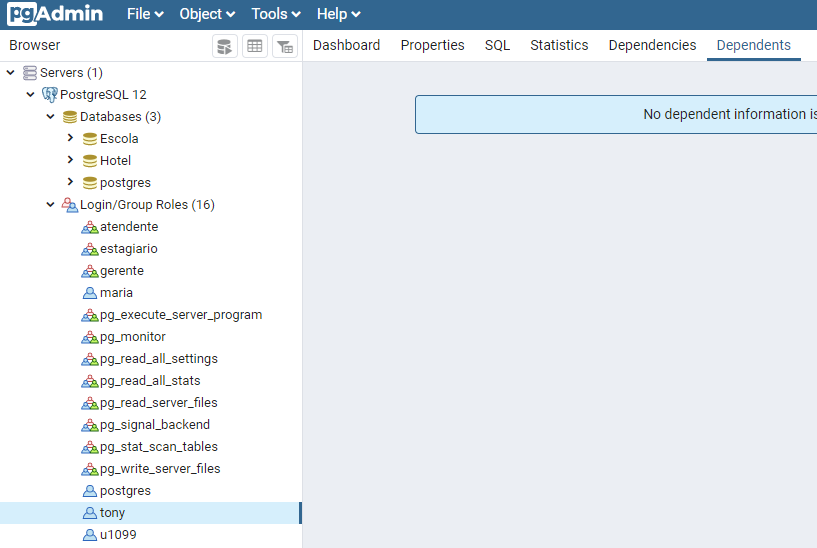 pgAdmin File Object Tools Help
Browser Dashboard Properties SQL Statistics Dependencies Dependents
Servers (1)
PostgreSQL 12
No dependent information is
Databases (3)
Escola
Hotel
postgres
Login/Group Roles (16)
atendente
estagiario
gerente
maria
pg_execute_server_program
pg_monitor
pg_read_all_settings
pg_read_all_stats
pg_read_server_files
pg_signal_backend
pg_stat_scan_tables
pg_write_server_files
postgres
tony
u1099